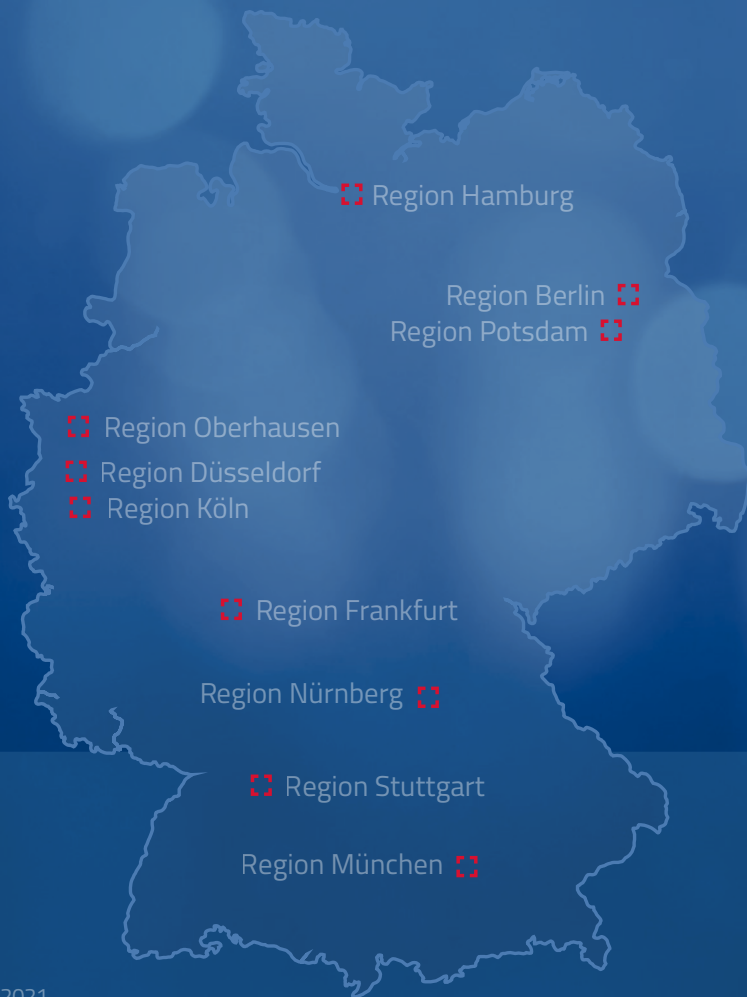 Region Hamburg
Region Berlin
Region Potsdam
Region Oberhausen
Region Düsseldorf
Region Köln
Region Frankfurt
Region Nürnberg
Region Stuttgart
Region München
2021